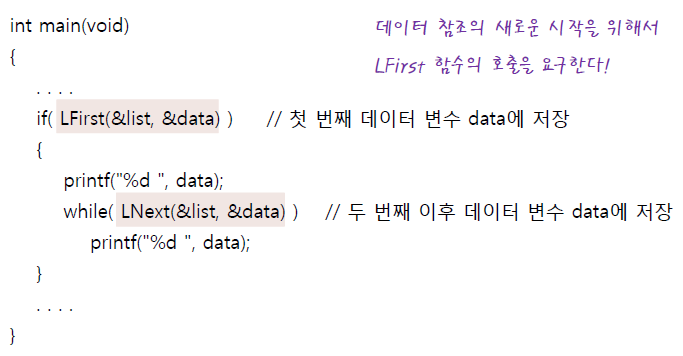 int main(void)
데이터 참조의 새로운 시작을 위해서
{
LFirst 함수의 호출을 요구한다!
. . . .
if( LFirst(&list, &data) ) // 첫 번째 데이터 변수 data에 저장
{
printf("%d ", data);
while( LNext(&list, &data) ) // 두 번째 이후 데이터 변수 data에 저장
printf("%d ", data);
}
. . . .
}